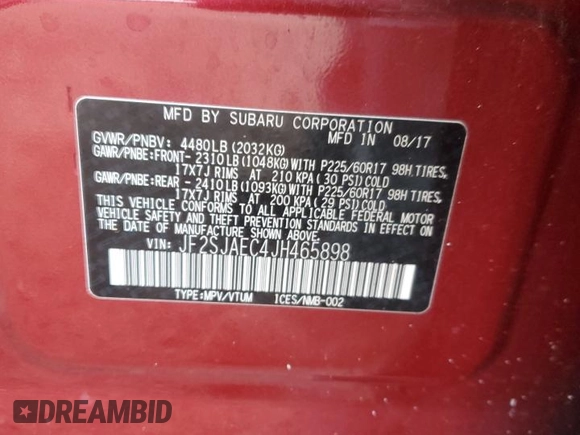 MFD BY SUBARU CORPORATION
GVWR/PNBV: 4480LB (2032KG) MFD IN 08/17
GAWR/PNBE:FRONT- 2310LB (1048KG) WITH P225/60R17 98H TIRES,
17X7J RIMS AT 210 KPA (30 PSI) COLD
GAWR/PNBE:REAR - 2410LB (1093KG) WITH P225/60R17 98H TIRES,
17X7J RIMS AT 200 KPA (29 PSI) COLD
THIS VEHICLE CONFORMS TO ALL APPLICABLE FEDERAL MOTOR
VEHICLE SAFETY AND THEFT PREVENTION STANDARDS IN EFFECT ON
THE DATE OF MANUFACTURE SHOWN ABOVE.
VIN: JF2SJAEC4JH465898
TYPE:MPV/VTUM ICES/NMB-002
DREAMBID